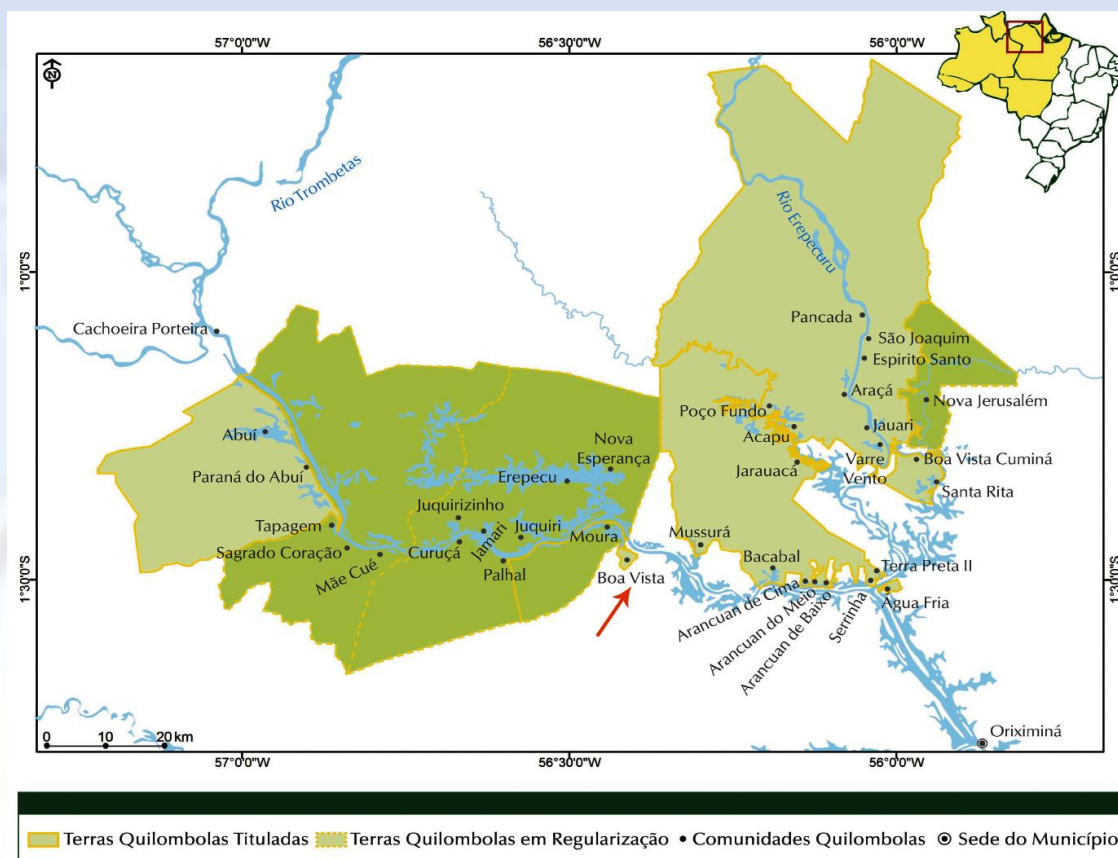 57°0'0"W
56°30'0"W
56°0'0"W
N
Rio Trombetas
Rio Erepecuru
1°0'0"S
1°0'0"S
Cachoeira Porteira
Pancada
São Joaquim
Espirito Santo
Araçá
Nova Jerusalém
Poço Fundo
Acapu
Jauari
Abuí
Nova
Esperança
Jarauacá
Varre
Vento
Boa Vista Cuminá
Paraná do Abuí
Erepecu
Santa Rita
Juquirizinho
Tapagem
Jamari
Juquiri
Moura
Mussurá
Sagrado Coração
Mãe Cué
Curuçá
Palhal
Boa Vista
Bacabal
Terra Preta II
1°30'0"S
1°30'0"S
Arancuan de Cima
Arancuan do Meio
Arancuan de Baixo
Serrinha
Água Fria
Oriximiná
0 10 20 km
57°0'0"W
56°30'0"W
56°0'0"W
Terras Quilombolas Tituladas Terras Quilombolas em Regularização • Comunidades Quilombolas Sede do Município